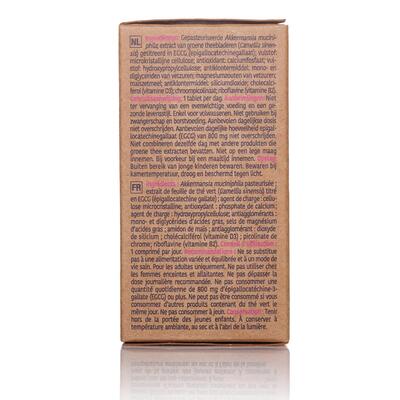 NL Ingrediënten: Gepasteuriseerde Akkermansia mucini-
phila; extract van groene theebladeren (Camellia sinensis)
gestitreerd in EGCG (epigallocatechinegallaat); vulstof:
microkristallijne cellulose; antioxidant: calciumfosfaat; vul-
stof: hydroxypropylcellulose; antiklontermiddel: mono- en
diglyceriden van vetzuren; magnesiumzouten van vetzuren;
maïszetmeel; antiklontermiddel: siliciumdioxide; cholecalci-
ferol (vitamine D3); chroompicolinaat; riboflavine (vitamine B2).
Gebruiksaanwijzing: 1 tablet per dag. Aanbevelingen: Niet
ter vervanging van een evenwichtige voeding en een ge-
zonde levensstijl. Enkel voor volwassenen. Niet gebruiken bij
zwangerschap en borstvoeding. Aanbevolen dagelijkse dosis
niet overschrijden. Aanbevolen dagelijkse hoeveelheid epigal-
locatechinegallaat (EGCG) van 800 mg niet overschrijden.
Niet combineren dezelfde dag met andere producten die
groene thee extracten bevatten. Niet op een lege maag
innemen. Bij voorkeur bij een maaltijd innemen. Opslag:
Buiten bereik van jonge kinderen bewaren. Bewaren bij
kamertemperatuur, droog en beschermd tegen licht.
FR Ingrédients : Akkermansia muciniphila pasteurisée ;
extrait de feuille de thé vert (Camellia sinensis) titré
en EGCG (épigallocatéchine gallate) ; agent de charge : cellu-
lose microcristalline ; antioxydant : phosphate de calcium ;
agent de charge : hydroxypropylcellulose ; antiagglomérants :
mono- et diglycérides d'acides gras, sels de magnésium
d'acides gras ; amidon de maïs ; antiagglomérant : dioxyde
de silicium ; cholécalciférol (vitamine D3) ; picolinate de
chrome ; riboflavine (vitamine B2). Conseil d'utilisation :
1 comprimé par jour. Recommandations : Ne se substitue
pas à une alimentation variée et équilibrée et à un mode
de vie sain. Pour les adultes uniquement. Ne pas utiliser chez
les femmes enceintes et allaitantes. Ne pas dépasser la dose
journalière recommandée. Ne pas consommer une
quantité quotidienne de 800 mg d'épigallocatéchine-3-
gallate (EGCG) ou plus. Ne peut être consommé si vous
consommez d'autres produits contenant du thé vert le
même jour. Ne pas consommer à jeun. Conservation : Tenir
hors de la portée des jeunes enfants. À conserver à
température ambiante, au sec et à l'abri de la lumière.